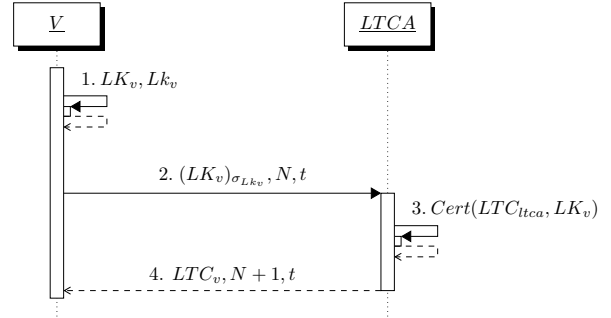 V LTCA
1. LK_v, Lk_v
2. (LK_v)_{σ_{Lk_v}}, N, t
3. Cert(LTC_{ltca}, LK_v)
4. LTC_v, N + 1, t